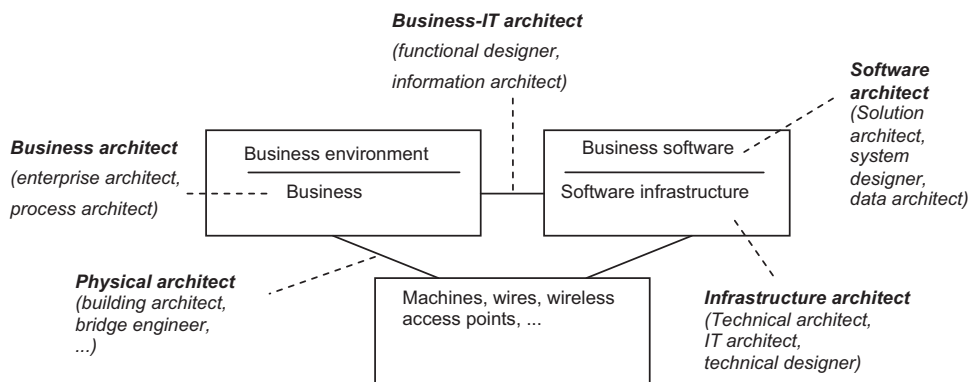 Business-IT architect
(functional designer,
information architect)
Software
architect
(Solution
architect,
system
designer,
data architect)
Business architect
(enterprise architect,
process architect)
Business environment
Business
Business software
Software infrastructure
Physical architect
(building architect,
bridge engineer,
...)
Machines, wires, wireless
access points, ...
Infrastructure architect
(Technical architect,
IT architect,
technical designer)